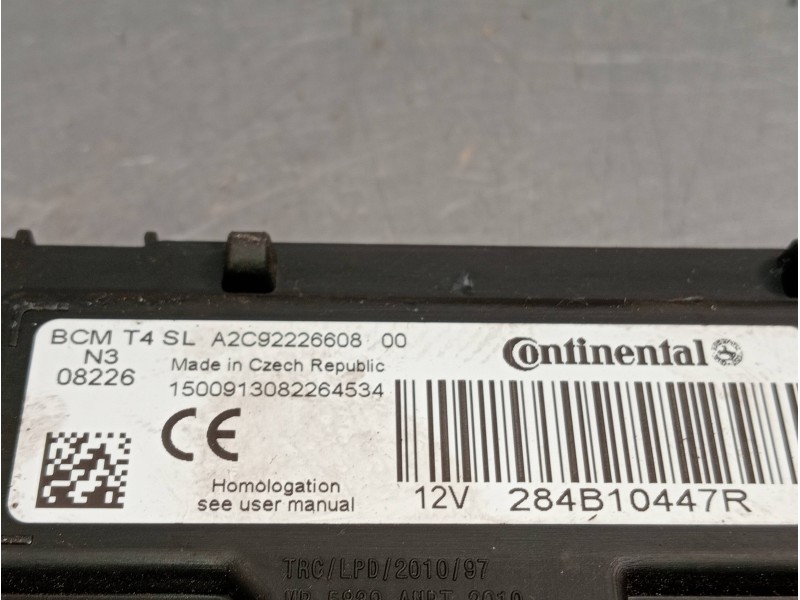 BCM T4 SL A2C92226608 00
N3
08226
Made in Czech Republic
1500913082264534
CE
Homologation
see user manual
Continental
12V 284B10447R
TRC/LPD/2010/97